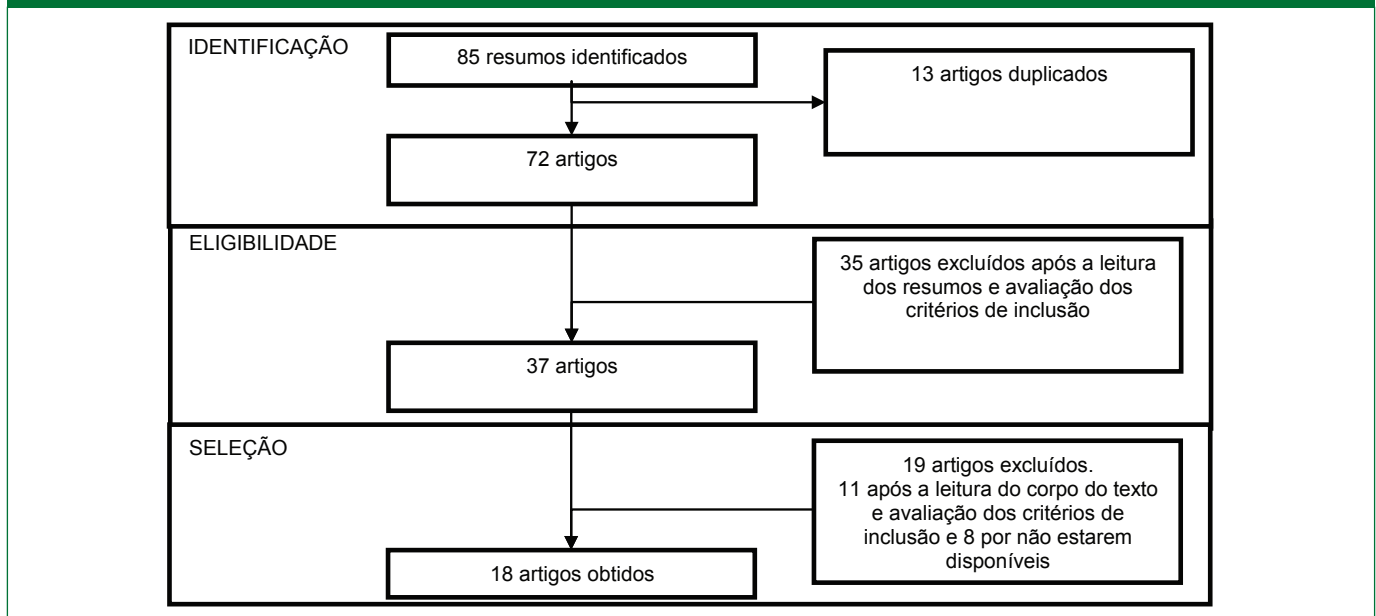 IDENTIFICAÇÃO
85 resumos identificados
13 artigos duplicados
72 artigos
ELIGIBILIDADE
35 artigos excluídos após a leitura
dos resumos e avaliação dos
critérios de inclusão
37 artigos
SELEÇÃO
19 artigos excluídos.
11 após a leitura do corpo do texto
e avaliação dos critérios de
inclusão e 8 por não estarem
disponíveis
18 artigos obtidos